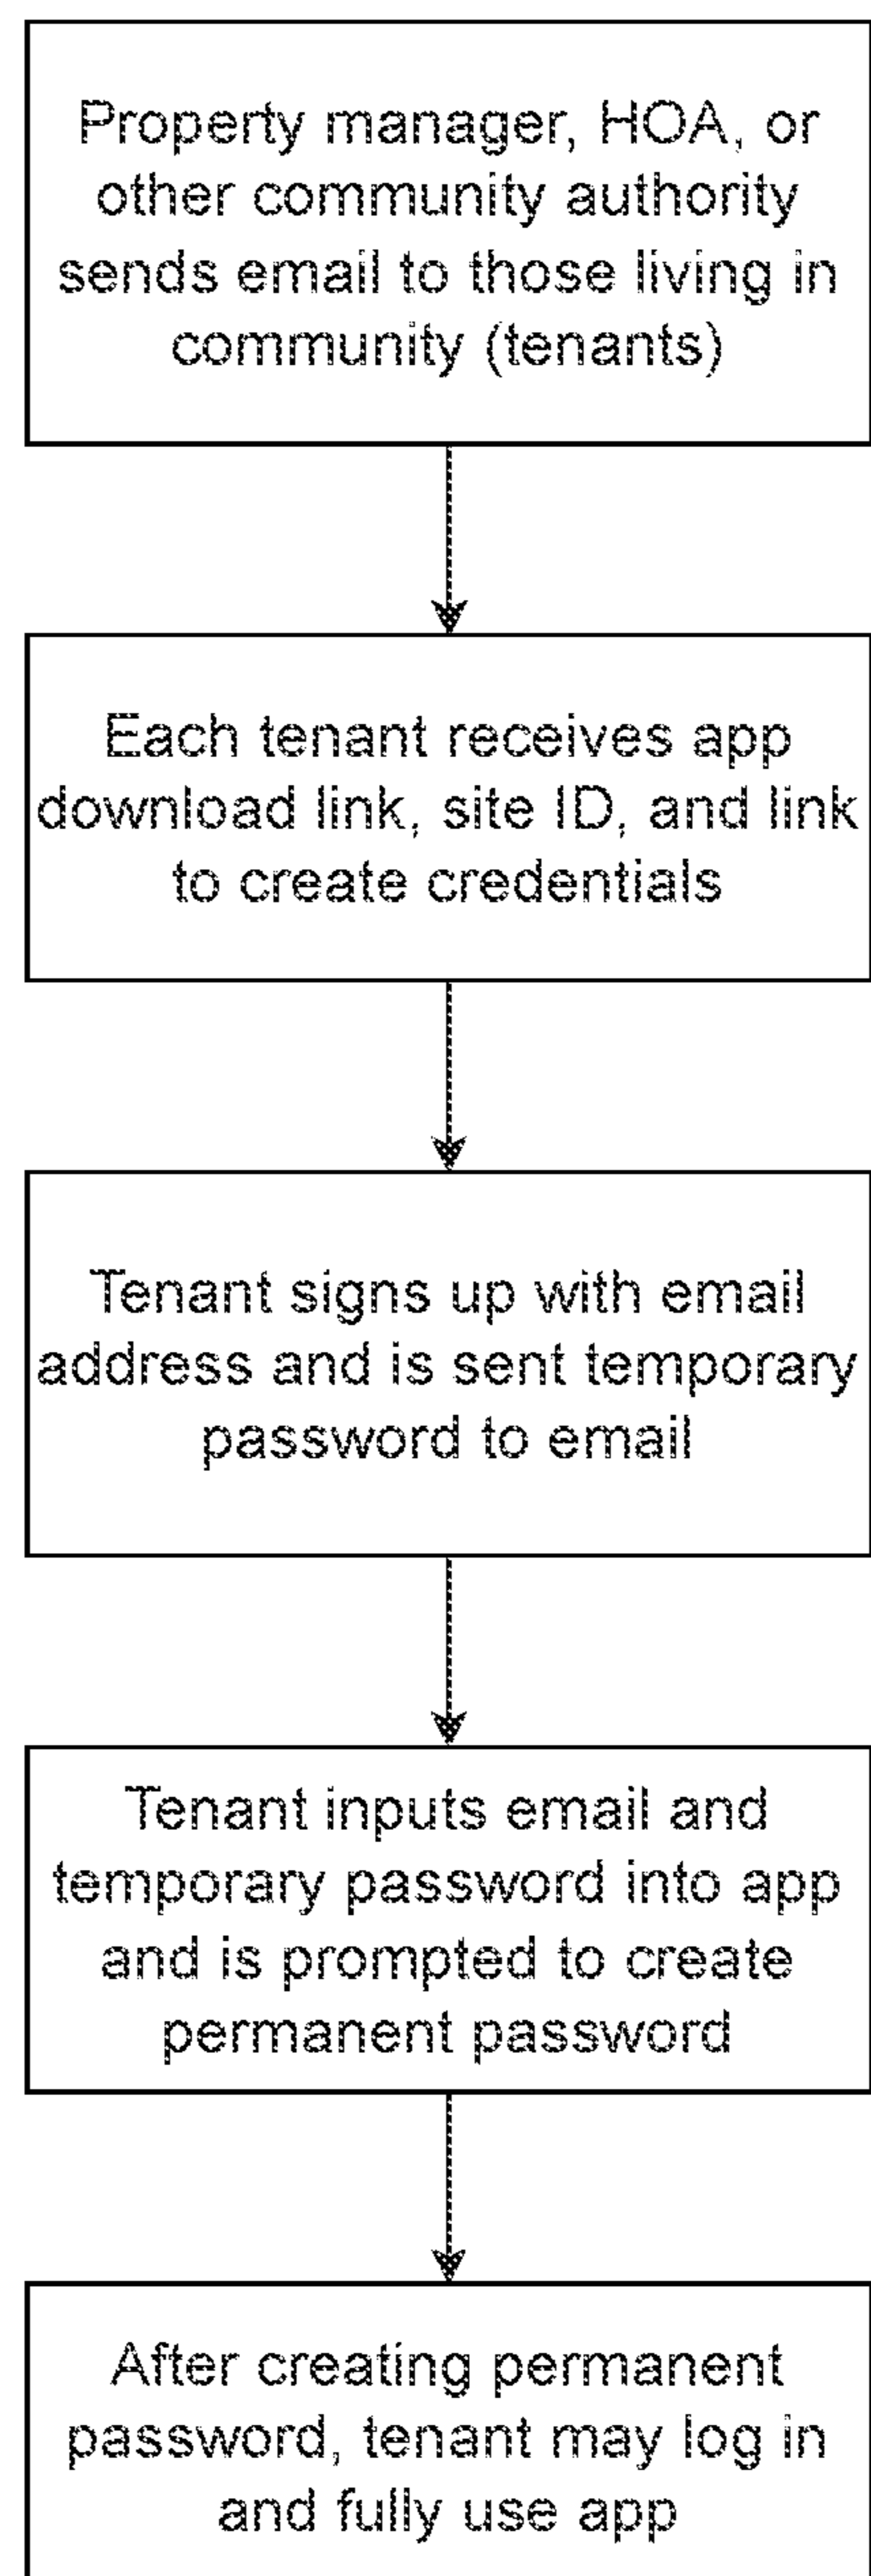 Property manager, HOA, or
other community authority
sends email to those living in
community (tenants)
Each tenant receives app
download link, site ID, and link
to create credentials
Tenant signs up with email
address and is sent temporary
password to email
Tenant inputs email and
temporary password into app
and is prompted to create
permanent password
After creating permanent
password, tenant may log in
and fully use app